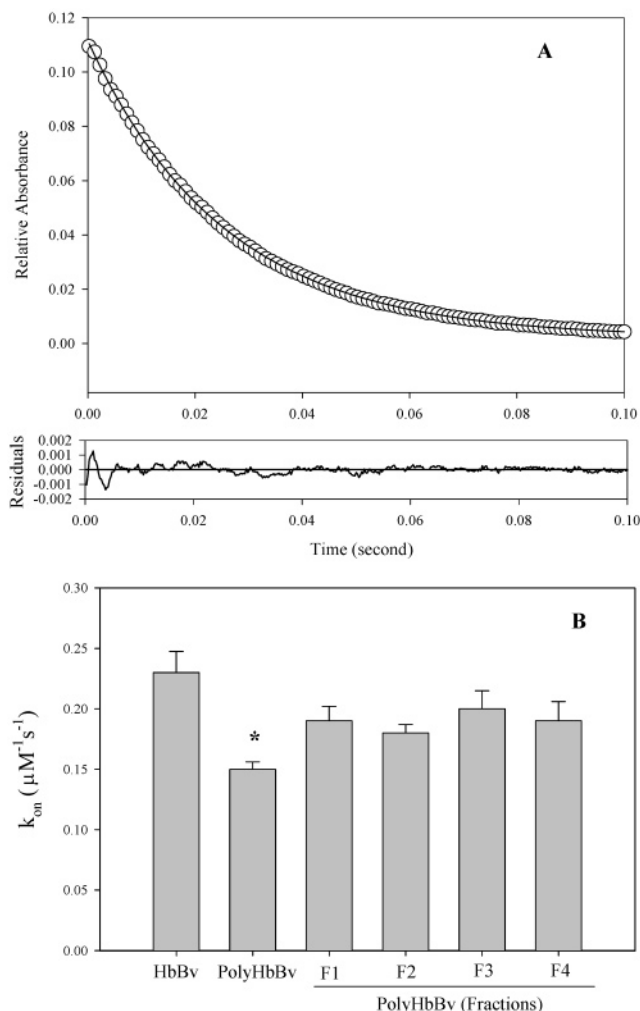 A
0.12
0.10
0.08
0.06
0.04
0.02
0.00
Relative Absorbance
0.00 0.02 0.04 0.06 0.08 0.10
0.002
0.001
0.000
-0.001
-0.002
Residuals
0.00 0.02 0.04 0.06 0.08 0.10
Time (second)
B
0.30
0.25
0.20
0.15
0.10
0.05
0.00
k_on ( µM⁻¹s⁻¹)
*
HbBv PolyHbBv F1 F2 F3 F4
PolyHbBv (Fractions)